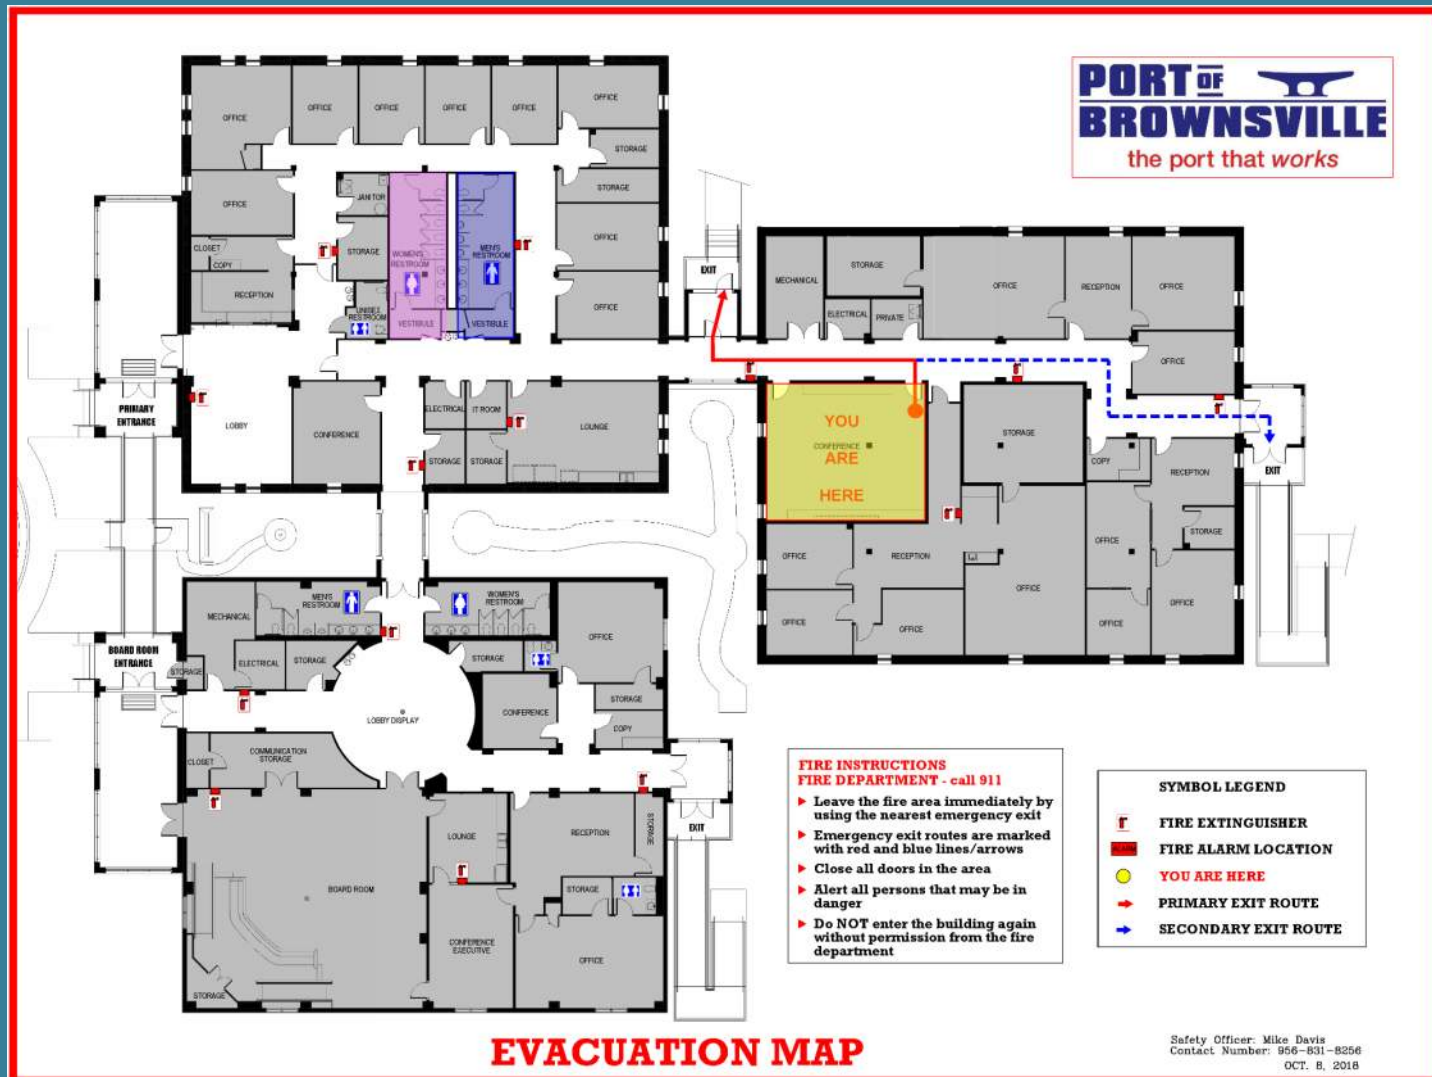 PORT OF
BROWNSVILLE
the port that works
OFFICE
OFFICE
OFFICE
OFFICE
OFFICE
OFFICE
STORAGE
JANITOR
STORAGE
OFFICE
STORAGE
WOMEN'S
RESTROOM
MEN'S
RESTROOM
OFFICE
CLOSET
COPY
RECEPTION
UNISEX
RESTROOM
VESTIBULE
VESTIBULE
OFFICE
EXIT
MECHANICAL
STORAGE
ELECTRICAL
PRIVATE
OFFICE
RECEPTION
OFFICE
OFFICE
PRIMARY
ENTRANCE
LOBBY
CONFERENCE
ELECTRICAL
IT ROOM
LOUNGE
STORAGE
STORAGE
YOU
CONFERENCE
ARE
HERE
STORAGE
COPY
RECEPTION
EXIT
STORAGE
OFFICE
OFFICE
RECEPTION
OFFICE
OFFICE
OFFICE
OFFICE
OFFICE
OFFICE
MECHANICAL
MEN'S
RESTROOM
WOMEN'S
RESTROOM
OFFICE
BOARD ROOM
ENTRANCE
STORAGE
ELECTRICAL
STORAGE
STORAGE
STORAGE
CONFERENCE
COPY
LOBBY DISPLAY
CLOSET
COMMUNICATION
STORAGE
LOUNGE
RECEPTION
STORAGE
EXIT
BOARD ROOM
STORAGE
CONFERENCE
EXECUTIVE
OFFICE
STORAGE
FIRE INSTRUCTIONS
FIRE DEPARTMENT - call 911
Leave the fire area immediately by
using the nearest emergency exit
Emergency exit routes are marked
with red and blue lines/arrows
Close all doors in the area
Alert all persons that may be in
danger
Do NOT enter the building again
without permission from the fire
department
SYMBOL LEGEND
FIRE EXTINGUISHER
ALARM
FIRE ALARM LOCATION
YOU ARE HERE
PRIMARY EXIT ROUTE
SECONDARY EXIT ROUTE
EVACUATION MAP
Safety Officer: Mike Davis
Contact Number: 956-831-8256
OCT. 8, 2018